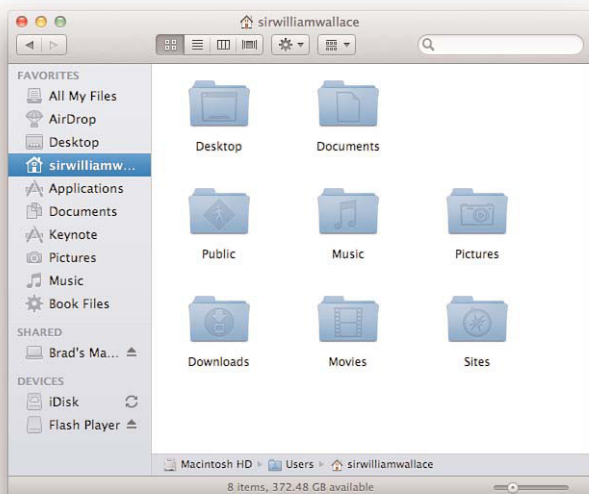 sirwilliamwallace
FAVORITES
All My Files
AirDrop
Desktop
sirwilliamw...
Applications
Documents
Keynote
Pictures
Music
Book Files
SHARED
Brad's Ma...
DEVICES
iDisk
Flash Player
Desktop Documents
Public Music Pictures
Downloads Movies Sites
Macintosh HD Users sirwilliamwallace
8 items, 372.48 GB available